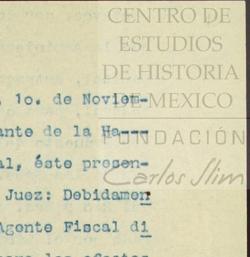 CENTRO DE
ESTUDIOS
DE HISTORIA
DE MEXICO
FUNDACIÓN
Carlos Slim
, 1o. de Noviem-
ante de la Ha---
al, éste presen-
Juez: Debidamen
Agente Fiscal di